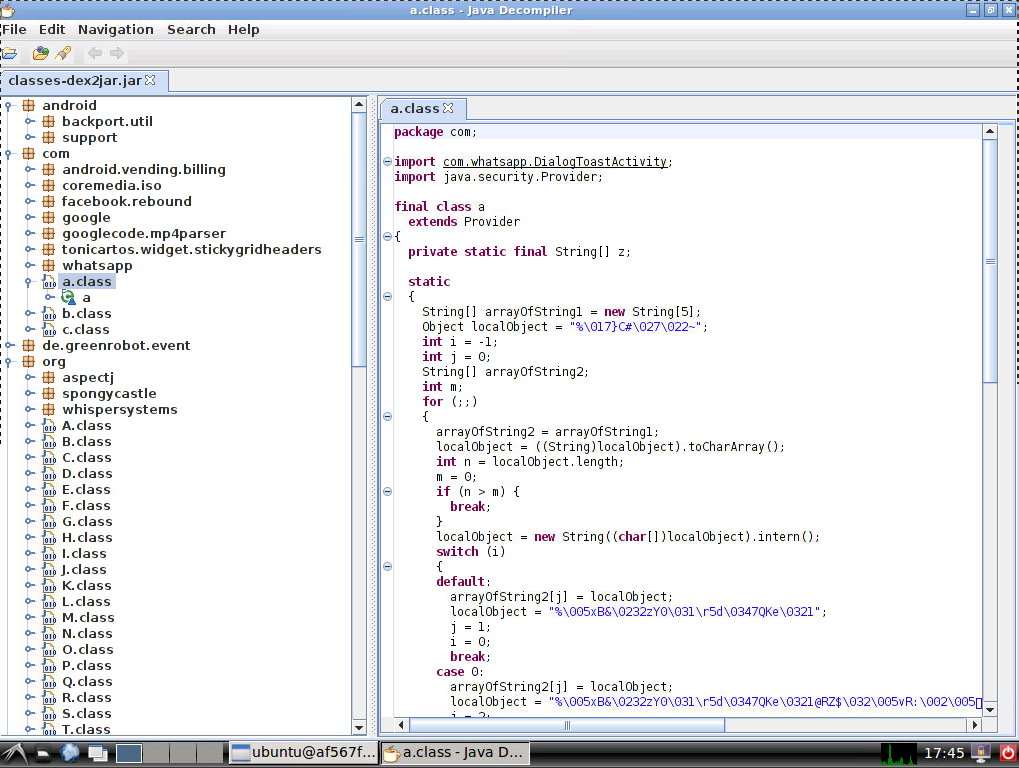 a.class - Java Decompiler
File Edit Navigation Search Help
classes-dex2jar.jar
android
backport.util
support
com
android.vending.billing
coremedia.iso
facebook.rebound
google
googlecode.mp4parser
tonicartos.widget.stickygridheaders
whatsapp
a.class
a
b.class
c.class
de.greenrobot.event
org
aspectj
spongycastle
whispersystems
A.class
B.class
C.class
D.class
E.class
F.class
G.class
H.class
I.class
J.class
K.class
L.class
M.class
N.class
O.class
P.class
Q.class
R.class
S.class
T.class
a.class
package com;
import com.whatsapp.DialogToastActivity;
import java.security.Provider;
final class a
extends Provider
{
private static final String[] z;
static
{
String[] arrayOfString1 = new String[5];
Object localObject = "%\017}C#\027\022~";
int i = -1;
int j = 0;
String[] arrayOfString2;
int m;
for (;;)
{
arrayOfString2 = arrayOfString1;
localObject = ((String)localObject).toCharArray();
int n = localObject.length;
m = 0;
if (n > m) {
break;
}
localObject = new String((char[])localObject).intern();
switch (i)
{
default:
arrayOfString2[j] = localObject;
localObject = "%\005xB&\0232zY0\031\r5d\0347QKe\0321";
j = 1;
i = 0;
break;
case 0:
arrayOfString2[j] = localObject;
localObject = "%\005xB&\0232zY0\031\r5d\0347QKe\0321@RZ$\032\005vR:\002\005
ubuntu@af567f...
a.class - Java D...
17:45